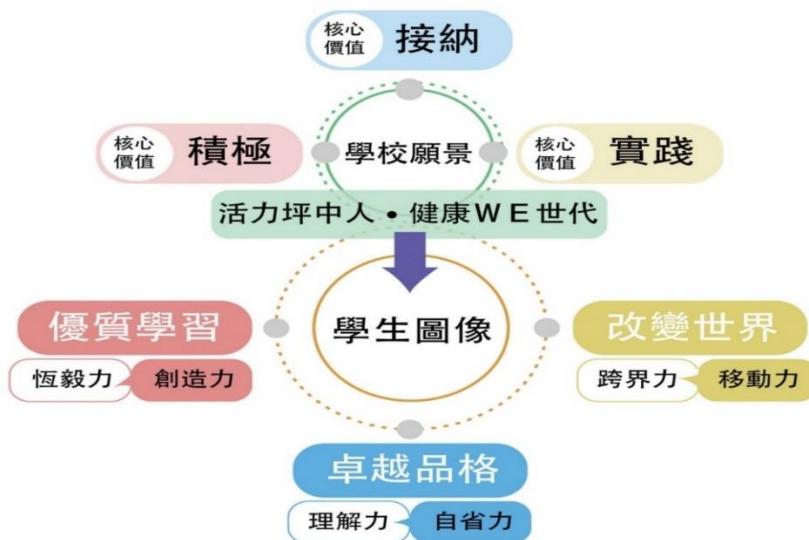 核心
價值
接納
核心
價值
積極
學校願景
核心
價值
實踐
活力坪中人•健康WE世代
學生圖像
優質學習
恆毅力 創造力
改變世界
跨界力 移動力
卓越品格
理解力 自省力